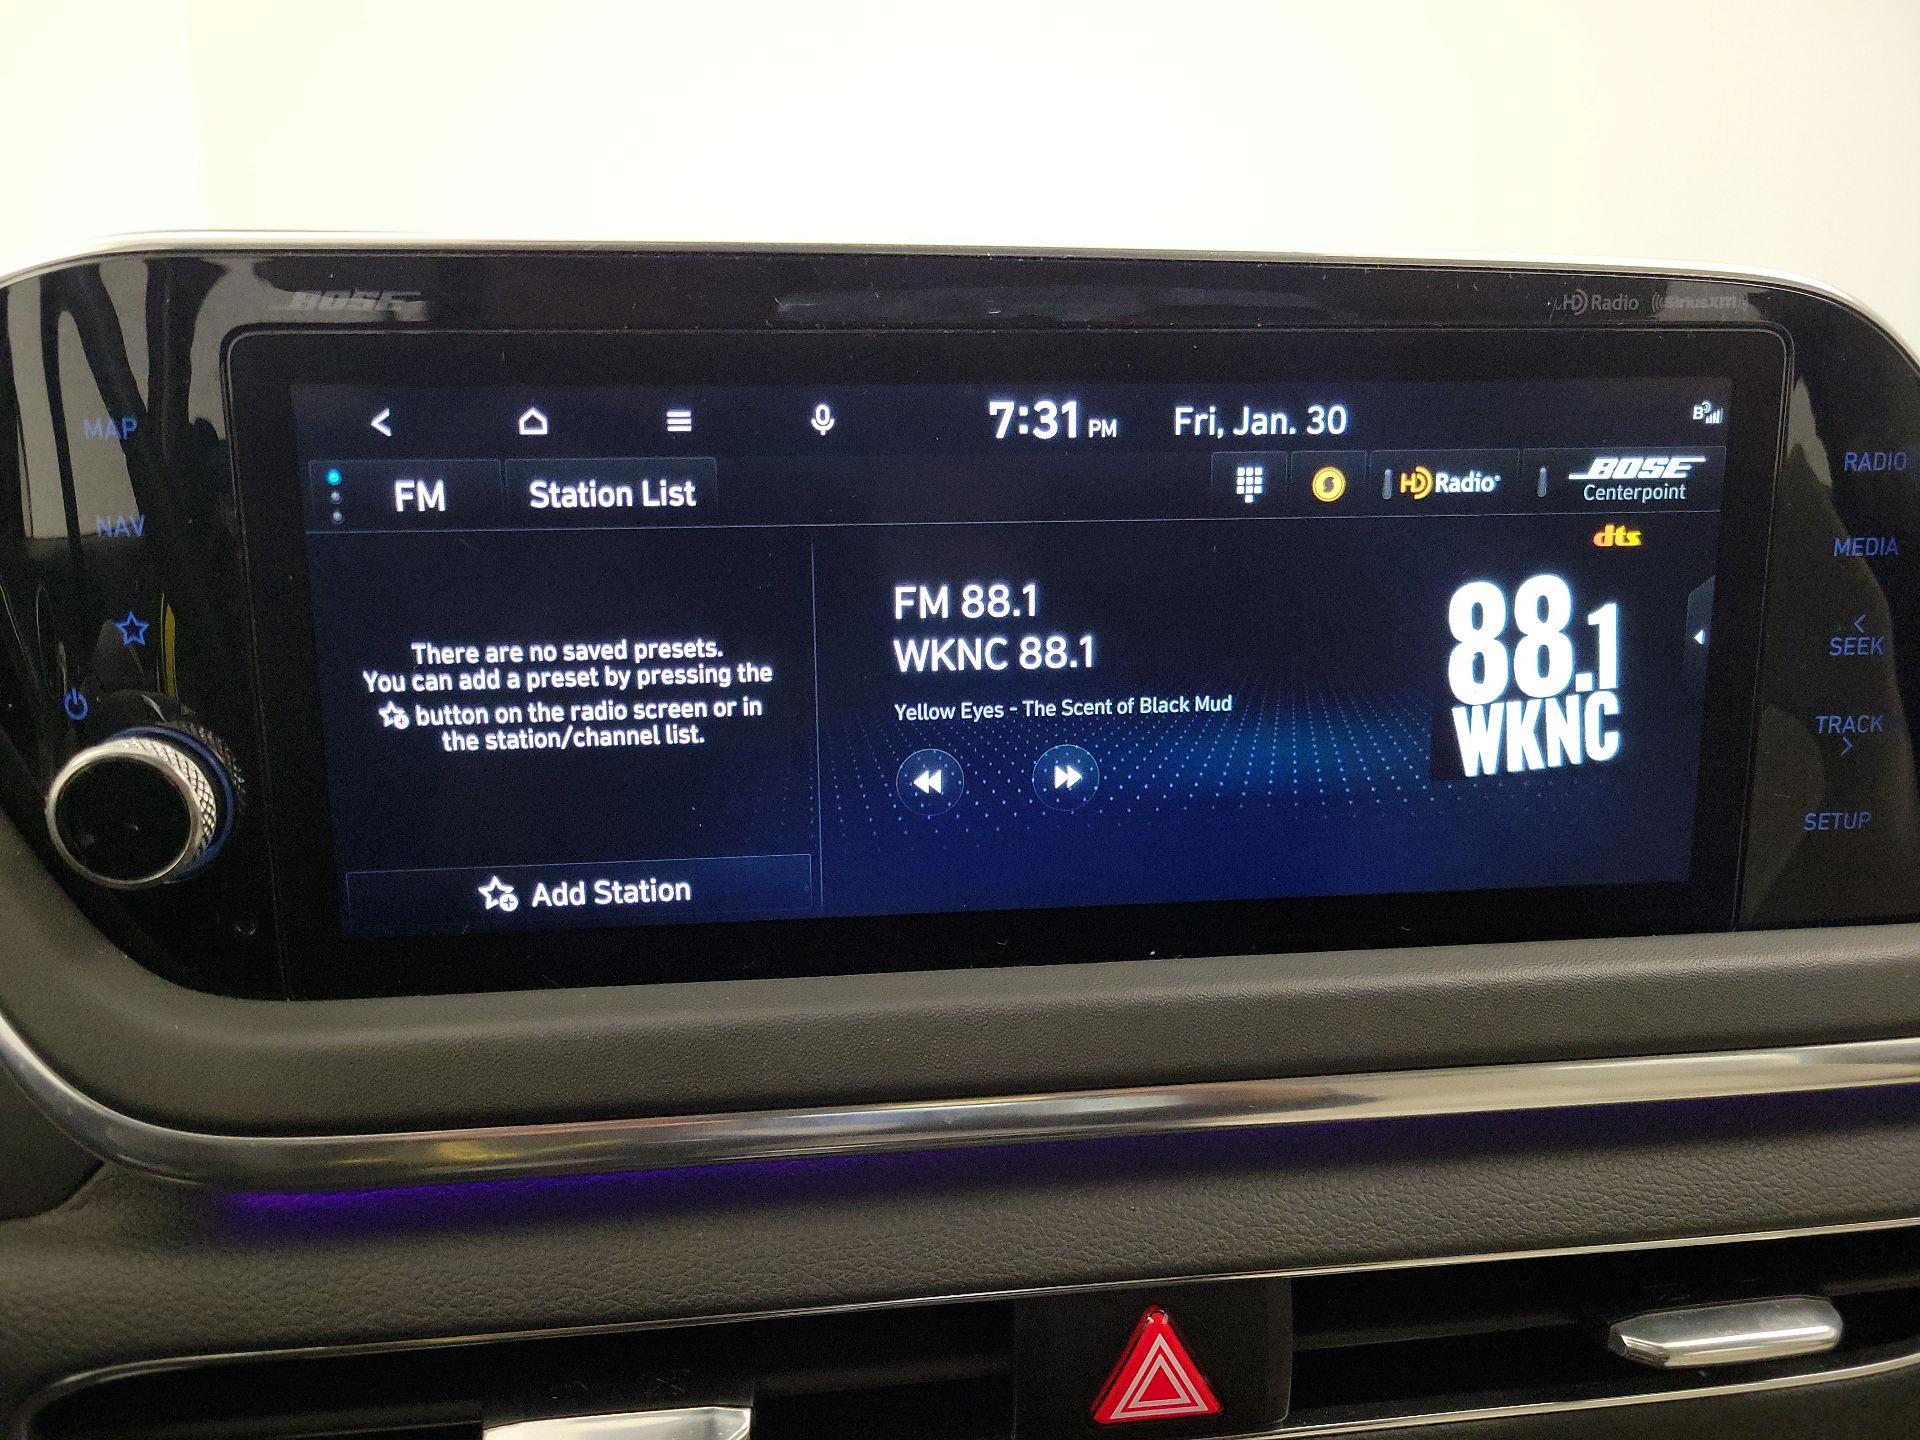 BOSE
HD Radio ((SiriusXM))
MAP
NAV
7:31 PM Fri, Jan. 30
B
FM
Station List
HD Radio
BOSE
Centerpoint
dts
There are no saved presets.
You can add a preset by pressing the
button on the radio screen or in
the station/channel list.
Add Station
FM 88.1
WKNC 88.1
Yellow Eyes - The Scent of Black Mud
88.1
WKNC
RADIO
MEDIA
< SEEK
TRACK >
SETUP